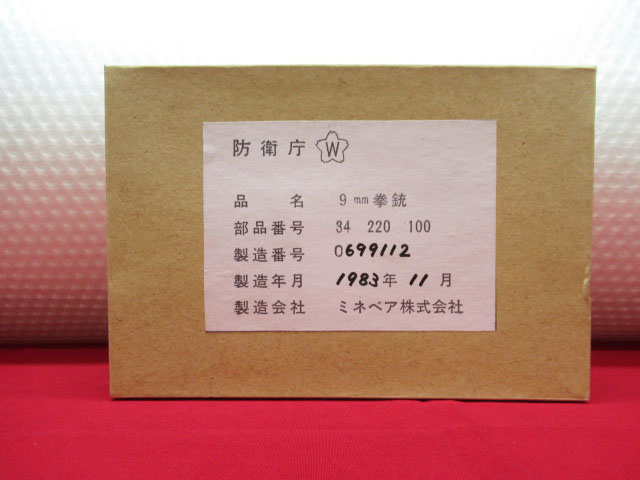 防衛庁 W
品名 9㎜拳銃
部品番号 34 220 100
製造番号 0699112
製造年月 1983年11月
製造会社 ミネベア株式会社